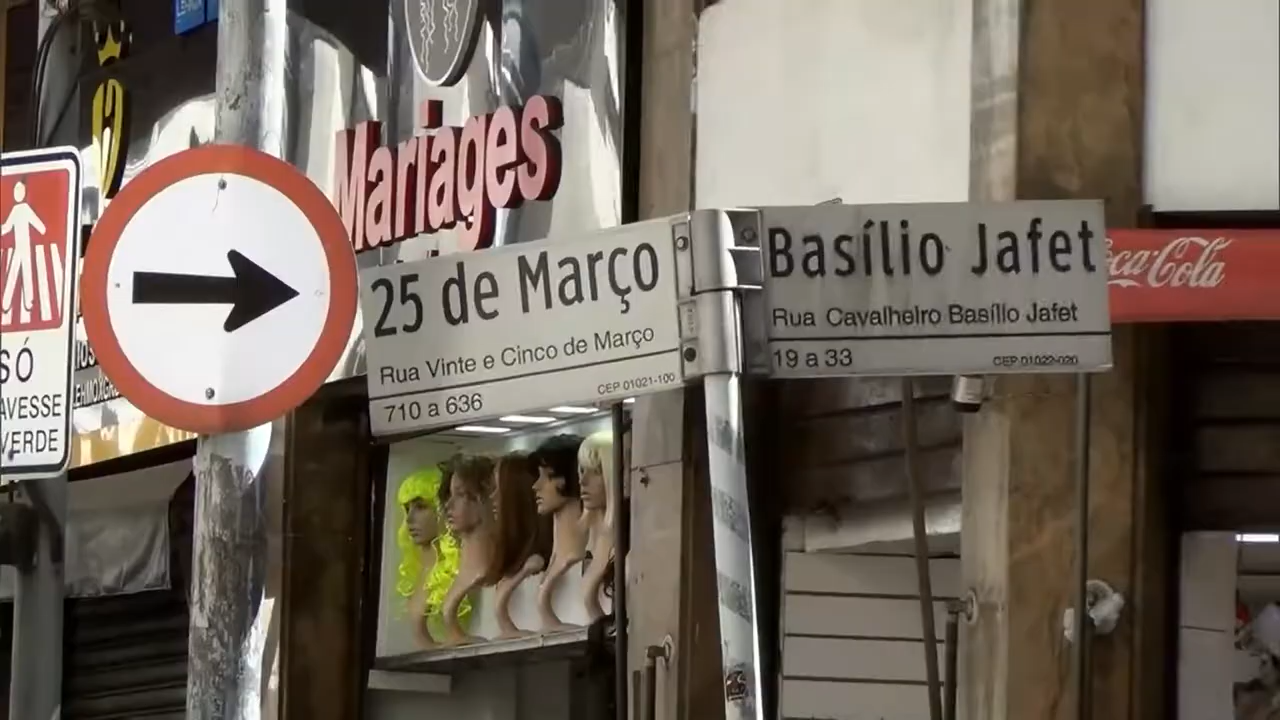 Mariages
25 de Março
Rua Vinte e Cinco de Março
CEP 01021-100
710 a 636
Basílio Jafet
Rua Cavalheiro Basílio Jafet
19 a 33
CEP 01022-020
Coca-Cola
SÓ
AVESSE
VERDE